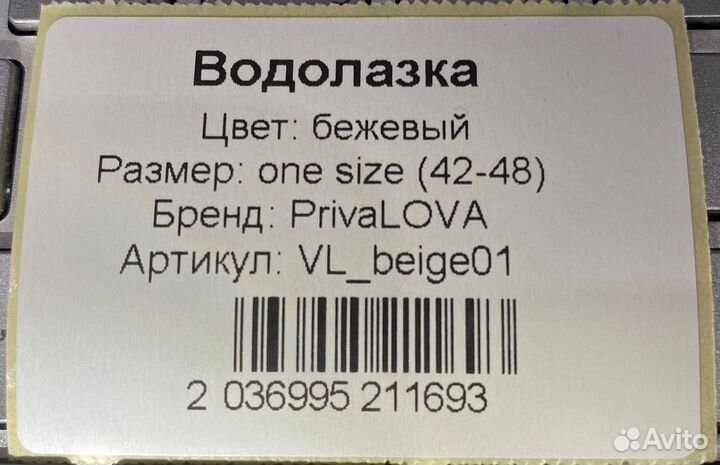 Водолазка
Цвет: бежевый
Размер: one size (42-48)
Бренд: PrivaLOVA
Артикул: VL_beige01
2 036995 211693
Avito